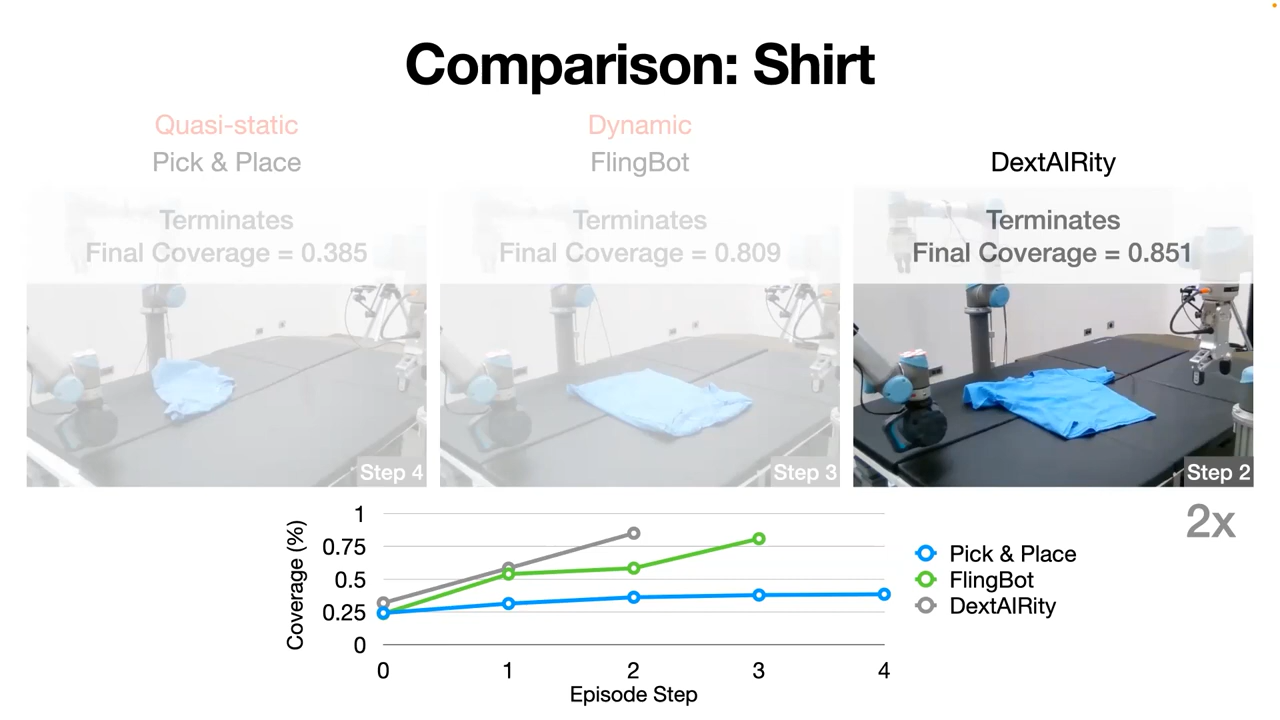 Comparison: Shirt
Quasi-static
Pick & Place
Dynamic
FlingBot
DextAIRity
Terminates
Final Coverage = 0.385
Terminates
Final Coverage = 0.809
Terminates
Final Coverage = 0.851
Step 4
Step 3
Step 2
2x
Coverage (%)
1
0.75
0.5
0.25
0
0 1 2 3 4
Episode Step
Pick & Place
FlingBot
DextAIRity